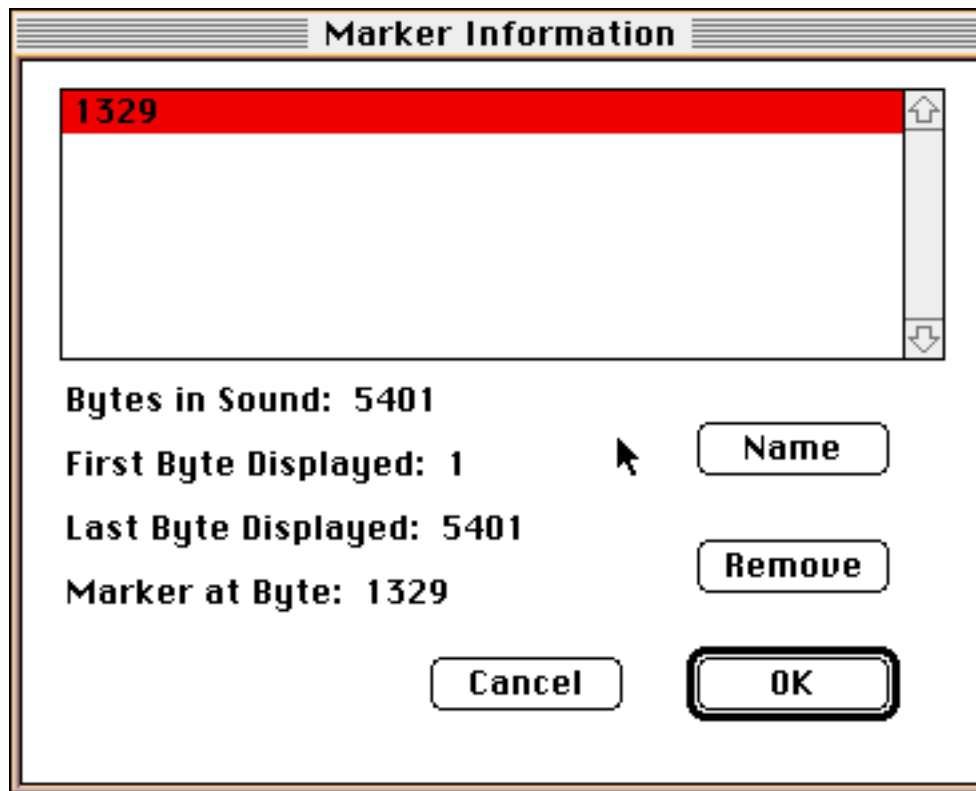 Marker Information
1329
Bytes in Sound: 5401
First Byte Displayed: 1
Name
Last Byte Displayed: 5401
Remove
Marker at Byte: 1329
Cancel
OK